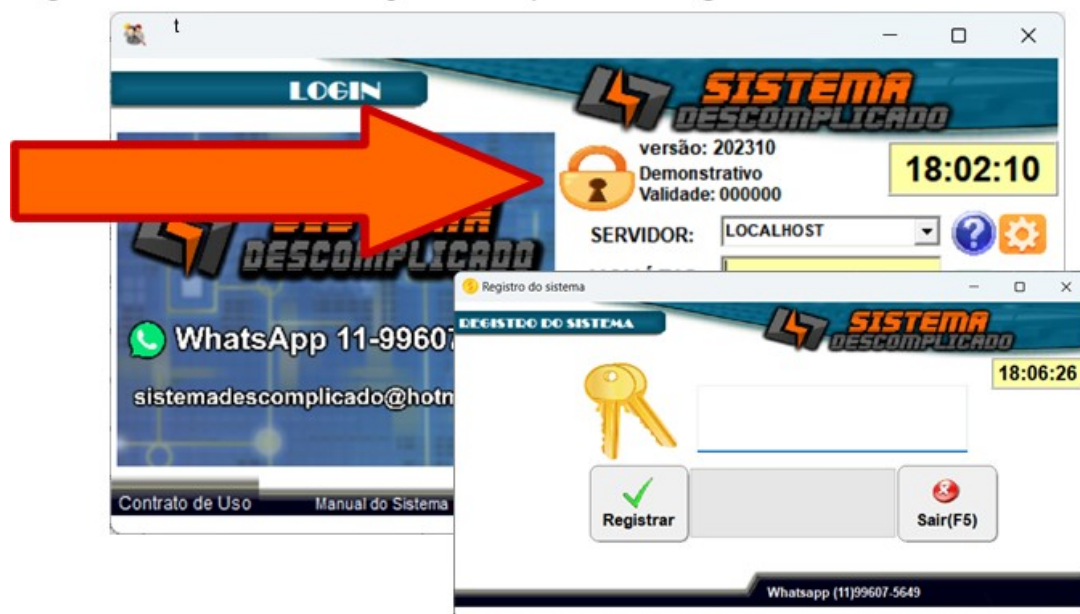 t
LOGIN
SISTEMA
DESCOMPLICADO
versão: 202310
Demonstrativo
Validade: 000000
18:02:10
SERVIDOR:
LOCALHOST
DESCOMPLICADO
WhatsApp 11-99607
sistemadescomplicado@hotm
Contrato de Uso
Manual do Sistema
Registro do sistema
REGISTRO DO SISTEMA
SISTEMA
DESCOMPLICADO
18:06:26
Registrar
Sair(F5)
Whatsapp (11)99607-5649